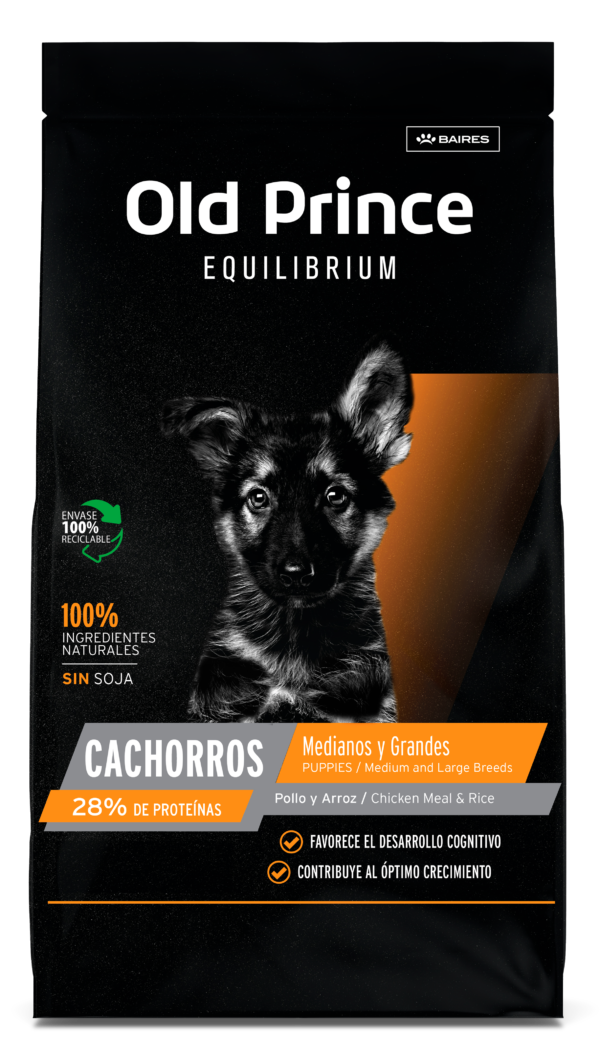 BAIRES
Old Prince
EQUILIBRIUM
ENVASE
100%
RECICLABLE
100%
INGREDIENTES
NATURALES
SIN SOJA
CACHORROS
28% DE PROTEÍNAS
Medianos y Grandes
PUPPIES / Medium and Large Breeds
Pollo y Arroz / Chicken Meal & Rice
FAVORECE EL DESARROLLO COGNITIVO
CONTRIBUYE AL ÓPTIMO CRECIMIENTO